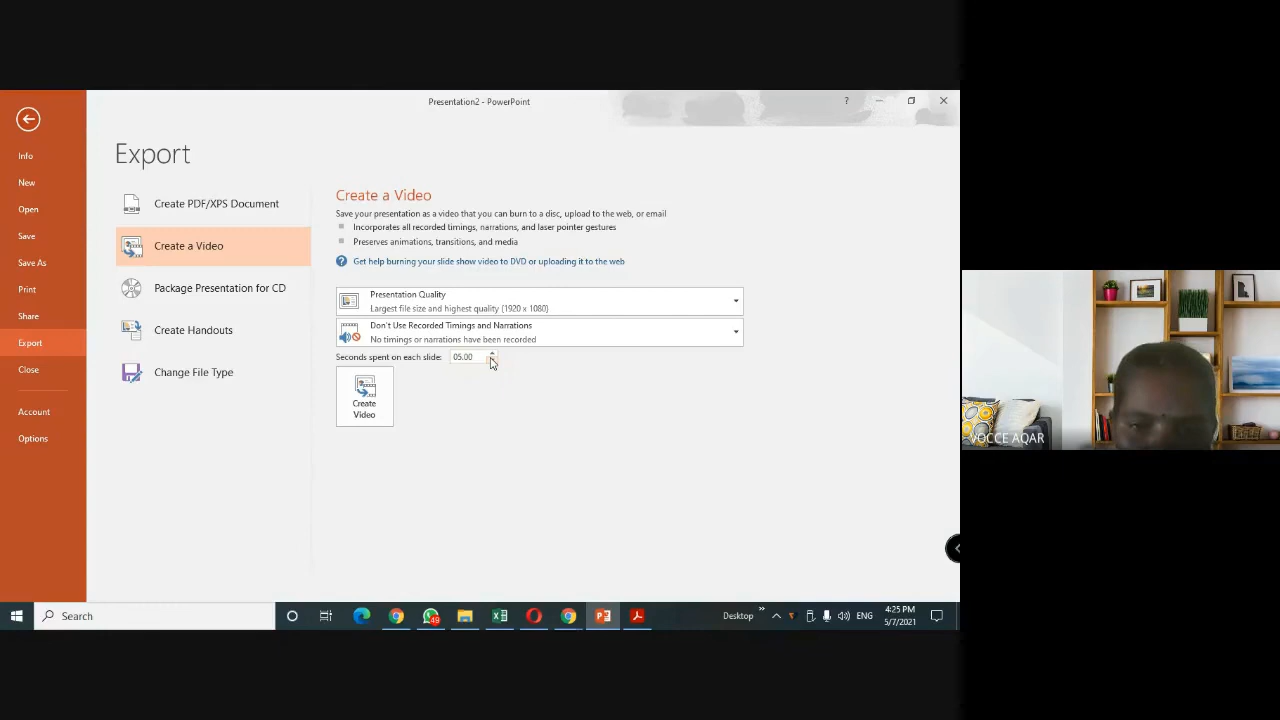 Presentation2 - PowerPoint
?
Info
New
Open
Save
Save As
Print
Share
Export
Close
Account
Options
Export
Create PDF/XPS Document
Create a Video
Package Presentation for CD
Create Handouts
Change File Type
Create a Video
Save your presentation as a video that you can burn to a disc, upload to the web, or email
Incorporates all recorded timings, narrations, and laser pointer gestures
Preserves animations, transitions, and media
Get help burning your slide show video to DVD or uploading it to the web
Presentation Quality
Largest file size and highest quality (1920 x 1080)
Don't Use Recorded Timings and Narrations
No timings or narrations have been recorded
Seconds spent on each slide: 05.00
Create
Video
VOCCE AQAR
Search
49
Desktop
ENG
4:25 PM
5/7/2021